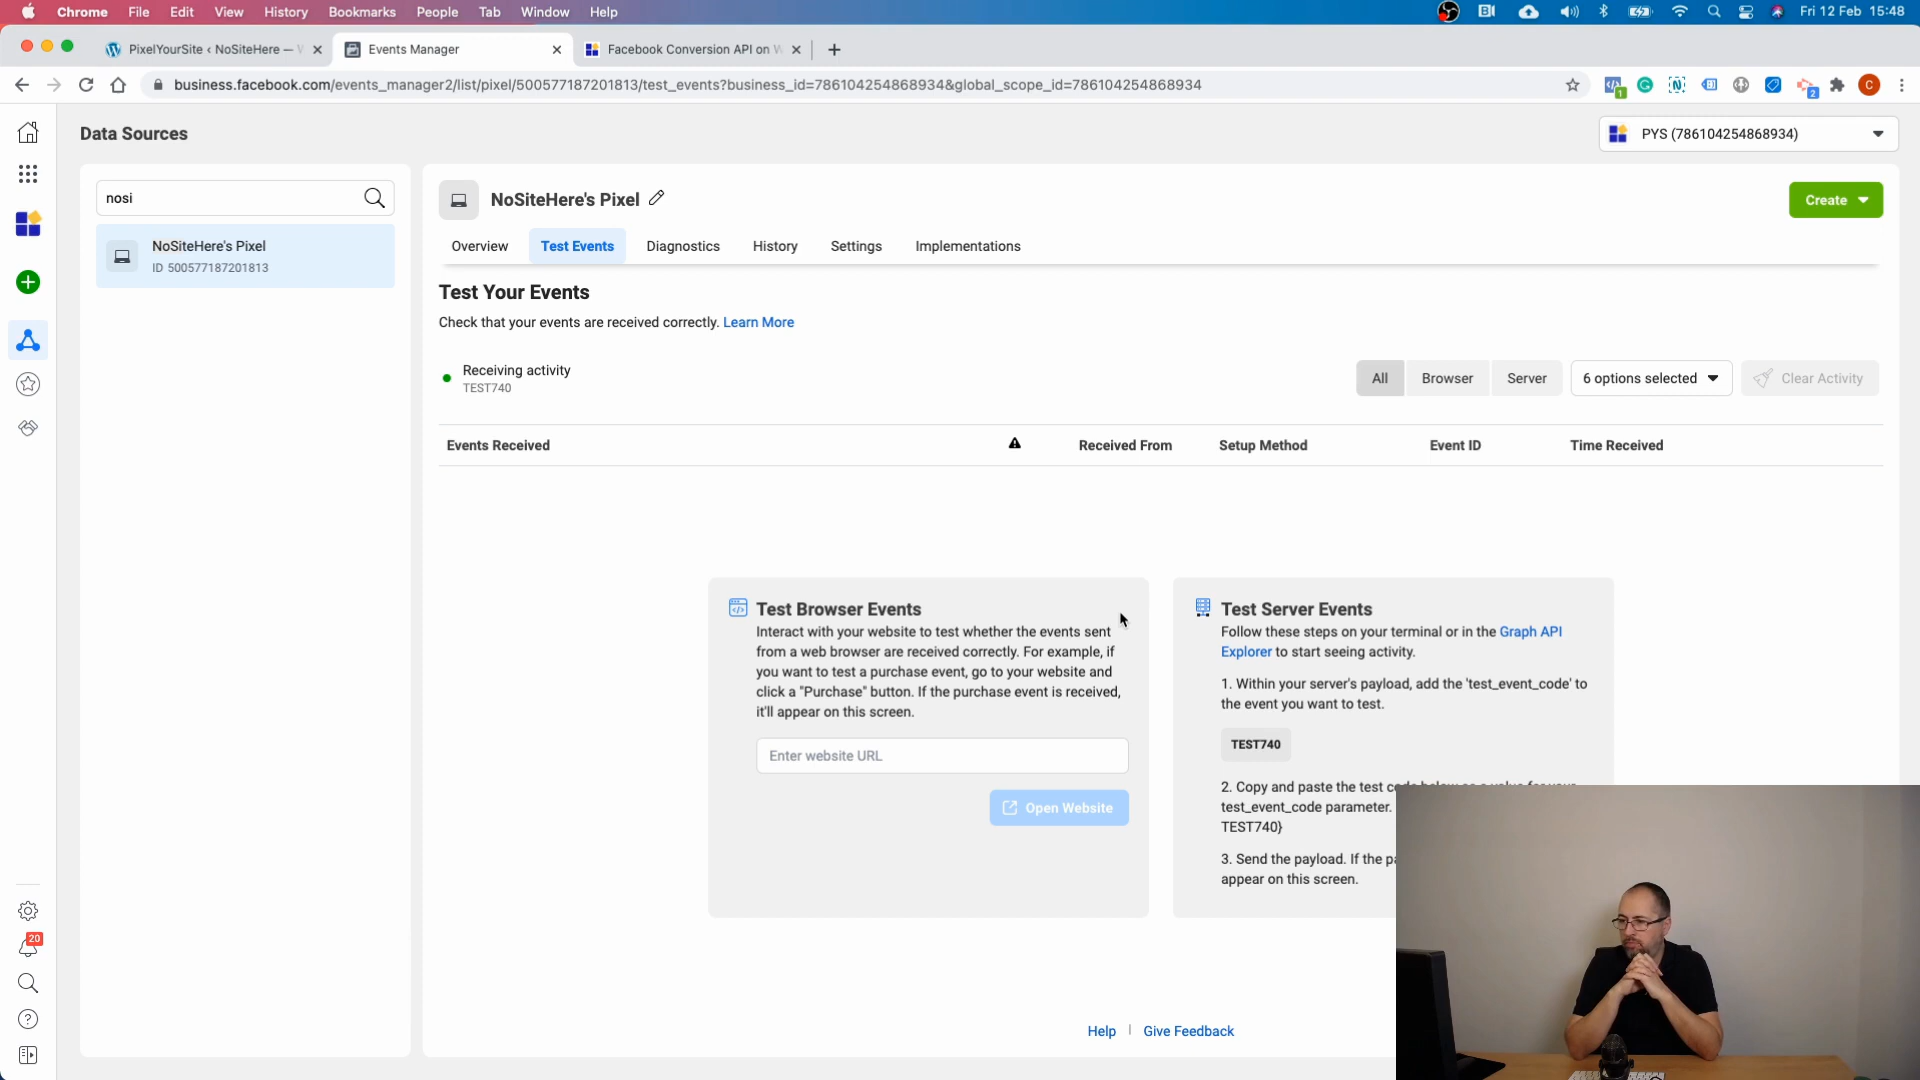 Chrome File Edit View History Bookmarks People Tab Window Help Fri 12 Feb 15:48
PixelYourSite ‹ NoSiteHere — W Events Manager Facebook Conversion API on W
business.facebook.com/events_manager2/list/pixel/500577187201813/test_events?business_id=786104254868934&global_scope_id=786104254868934
1
2
C
Data Sources
PYS (786104254868934)
nosi
NoSiteHere's Pixel
ID 500577187201813
NoSiteHere's Pixel
Create
Overview Test Events Diagnostics History Settings Implementations
Test Your Events
Check that your events are received correctly. Learn More
Receiving activity
TEST740
All Browser Server 6 options selected Clear Activity
Events Received Received From Setup Method Event ID Time Received
Test Browser Events
Interact with your website to test whether the events sent
from a web browser are received correctly. For example, if
you want to test a purchase event, go to your website and
click a "Purchase" button. If the purchase event is received,
it'll appear on this screen.
Enter website URL
Open Website
Test Server Events
Follow these steps on your terminal or in the Graph API
Explorer to start seeing activity.
1. Within your server's payload, add the 'test_event_code' to
the event you want to test.
TEST740
2. Copy and paste the test
test_event_code parameter.
TEST740}
3. Send the payload. If the
appear on this screen.
20
Help Give Feedback